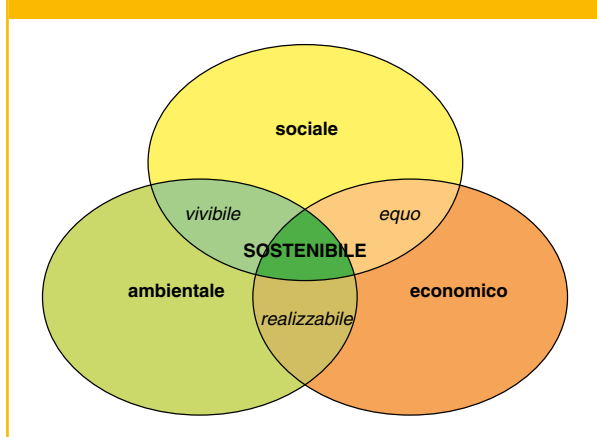 sociale
vivibile
equo
SOSTENIBILE
ambientale
economico
realizzabile